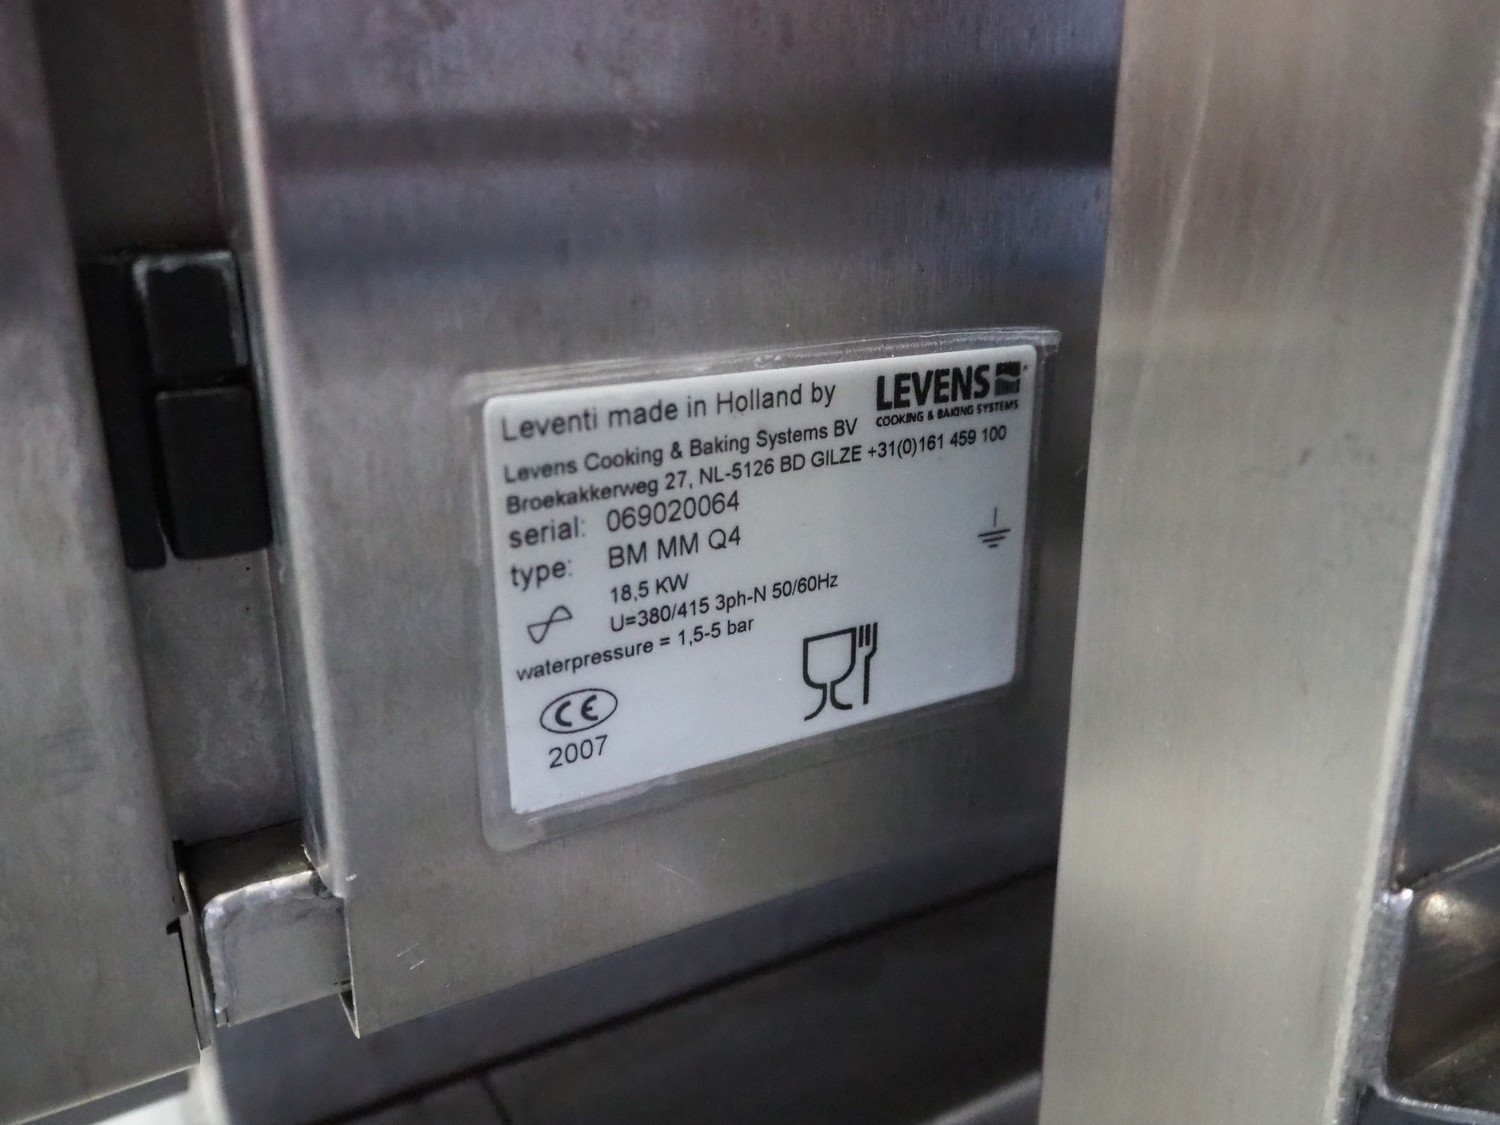 Leventi made in Holland by
LEVENS
COOKING & BAKING SYSTEMS
Levens Cooking & Baking Systems BV
Broekakkerweg 27, NL-5126 BD GILZE +31(0)161 459 100
serial: 069020064
type: BM MM Q4
18,5 KW
U=380/415 3ph-N 50/60Hz
waterpressure = 1,5-5 bar
CE
2007